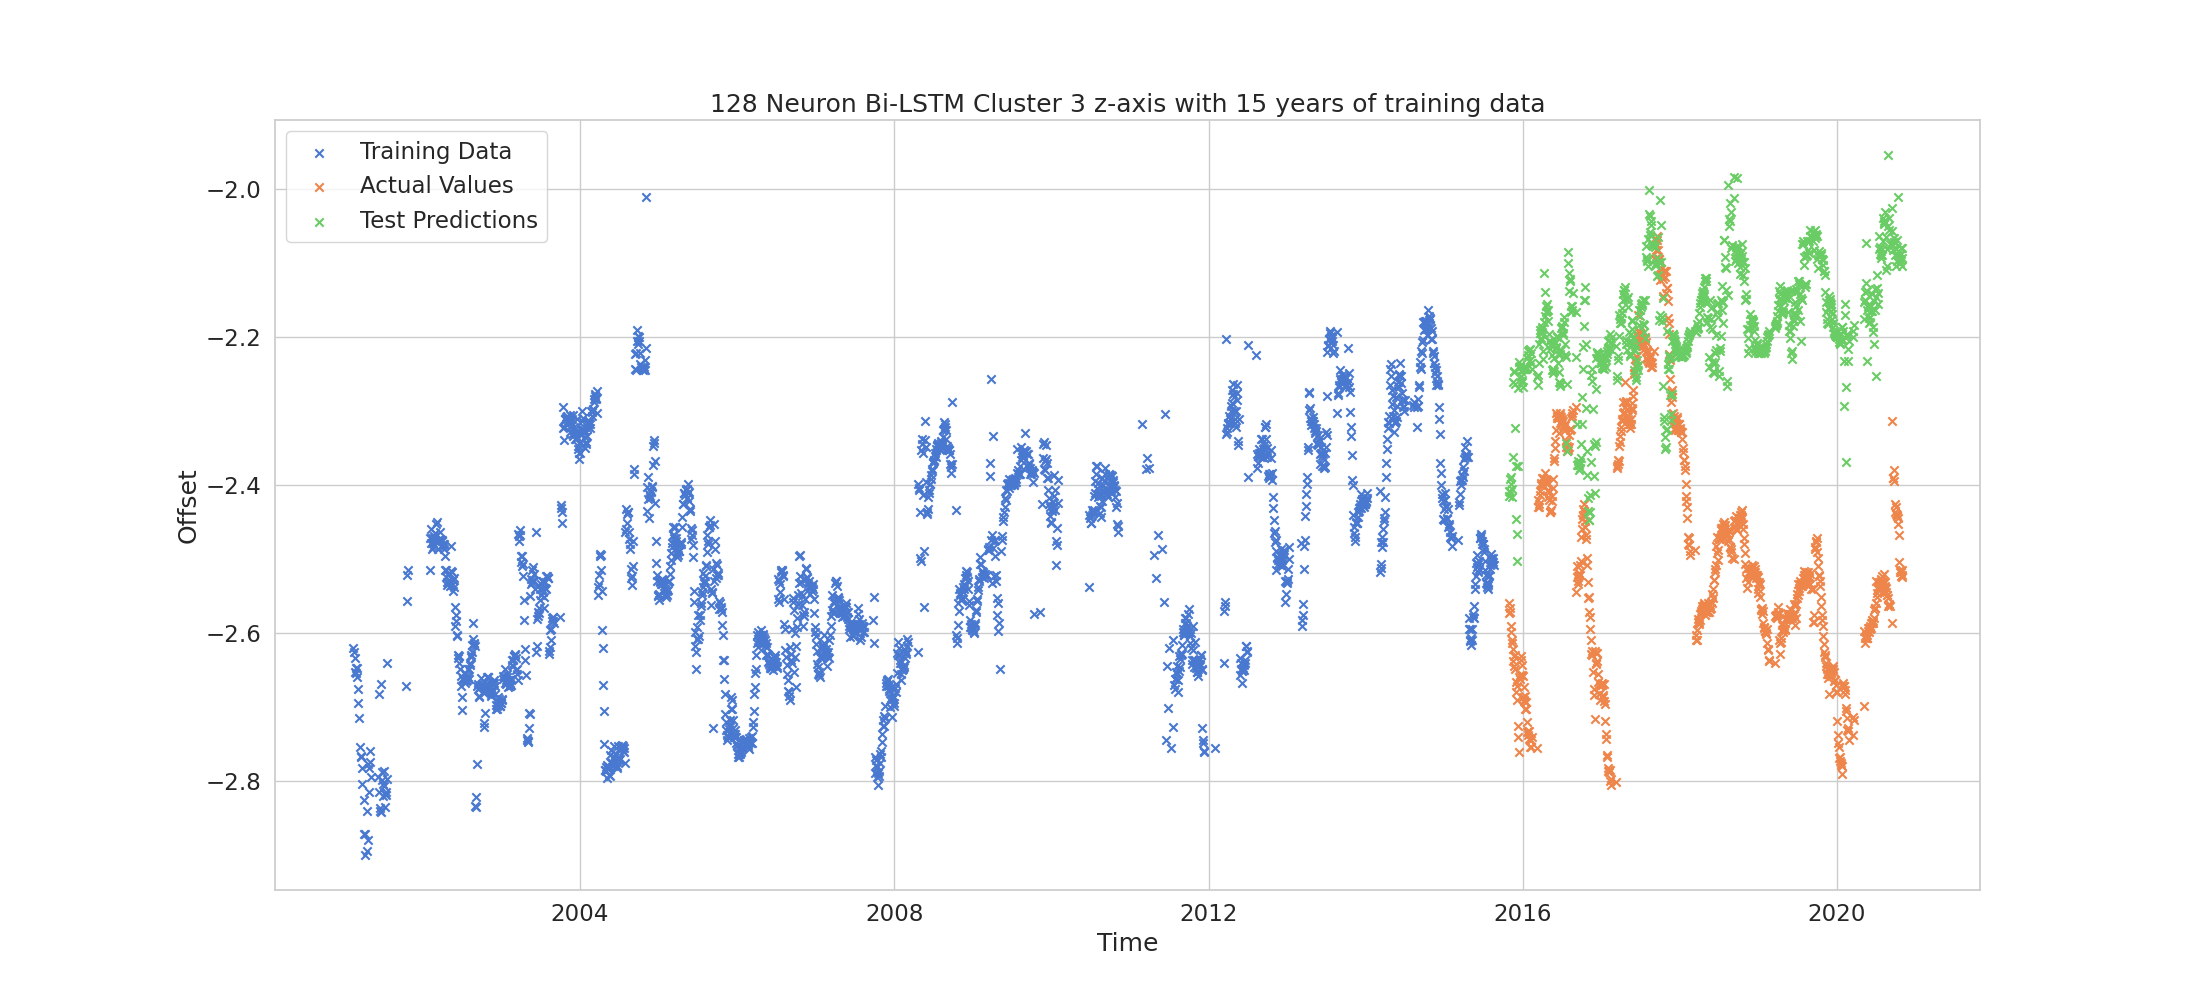 128 Neuron Bi-LSTM Cluster 3 z-axis with 15 years of training data
Training Data
Actual Values
Test Predictions
−2.0
−2.2
−2.4
−2.6
−2.8
Offset
2004
2008
2012
2016
2020
Time